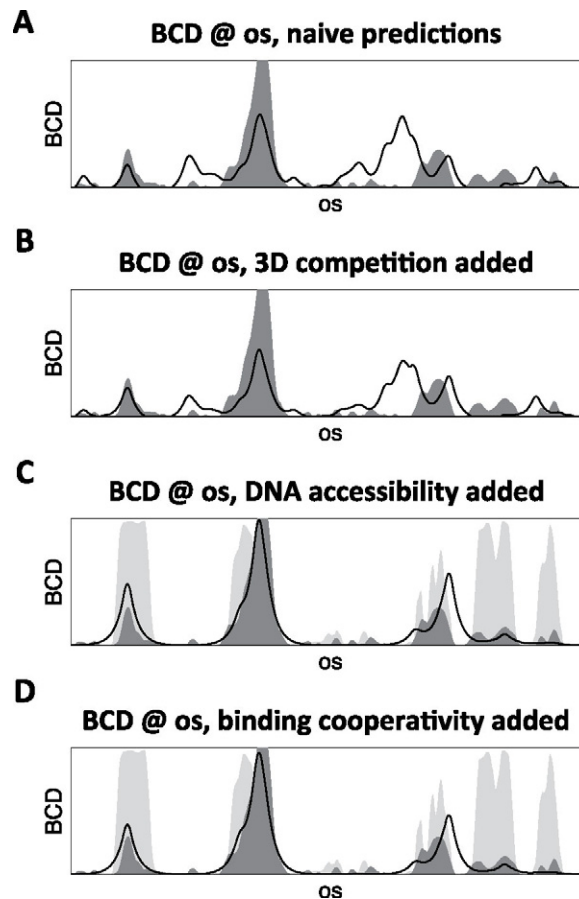 A
BCD @ os, naive predictions
BCD
os
B
BCD @ os, 3D competition added
BCD
os
C
BCD @ os, DNA accessibility added
BCD
os
D
BCD @ os, binding cooperativity added
BCD
os